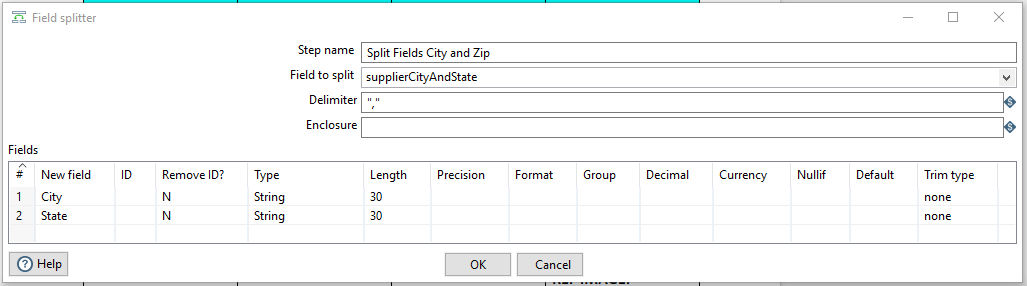 Field splitter
Step name Split Fields City and Zip
Field to split supplierCityAndState
Delimiter ","
Enclosure
Fields
# New field ID Remove ID? Type Length Precision Format Group Decimal Currency Nullif Default Trim type
1 City N String 30 none
2 State N String 30 none
Help OK Cancel